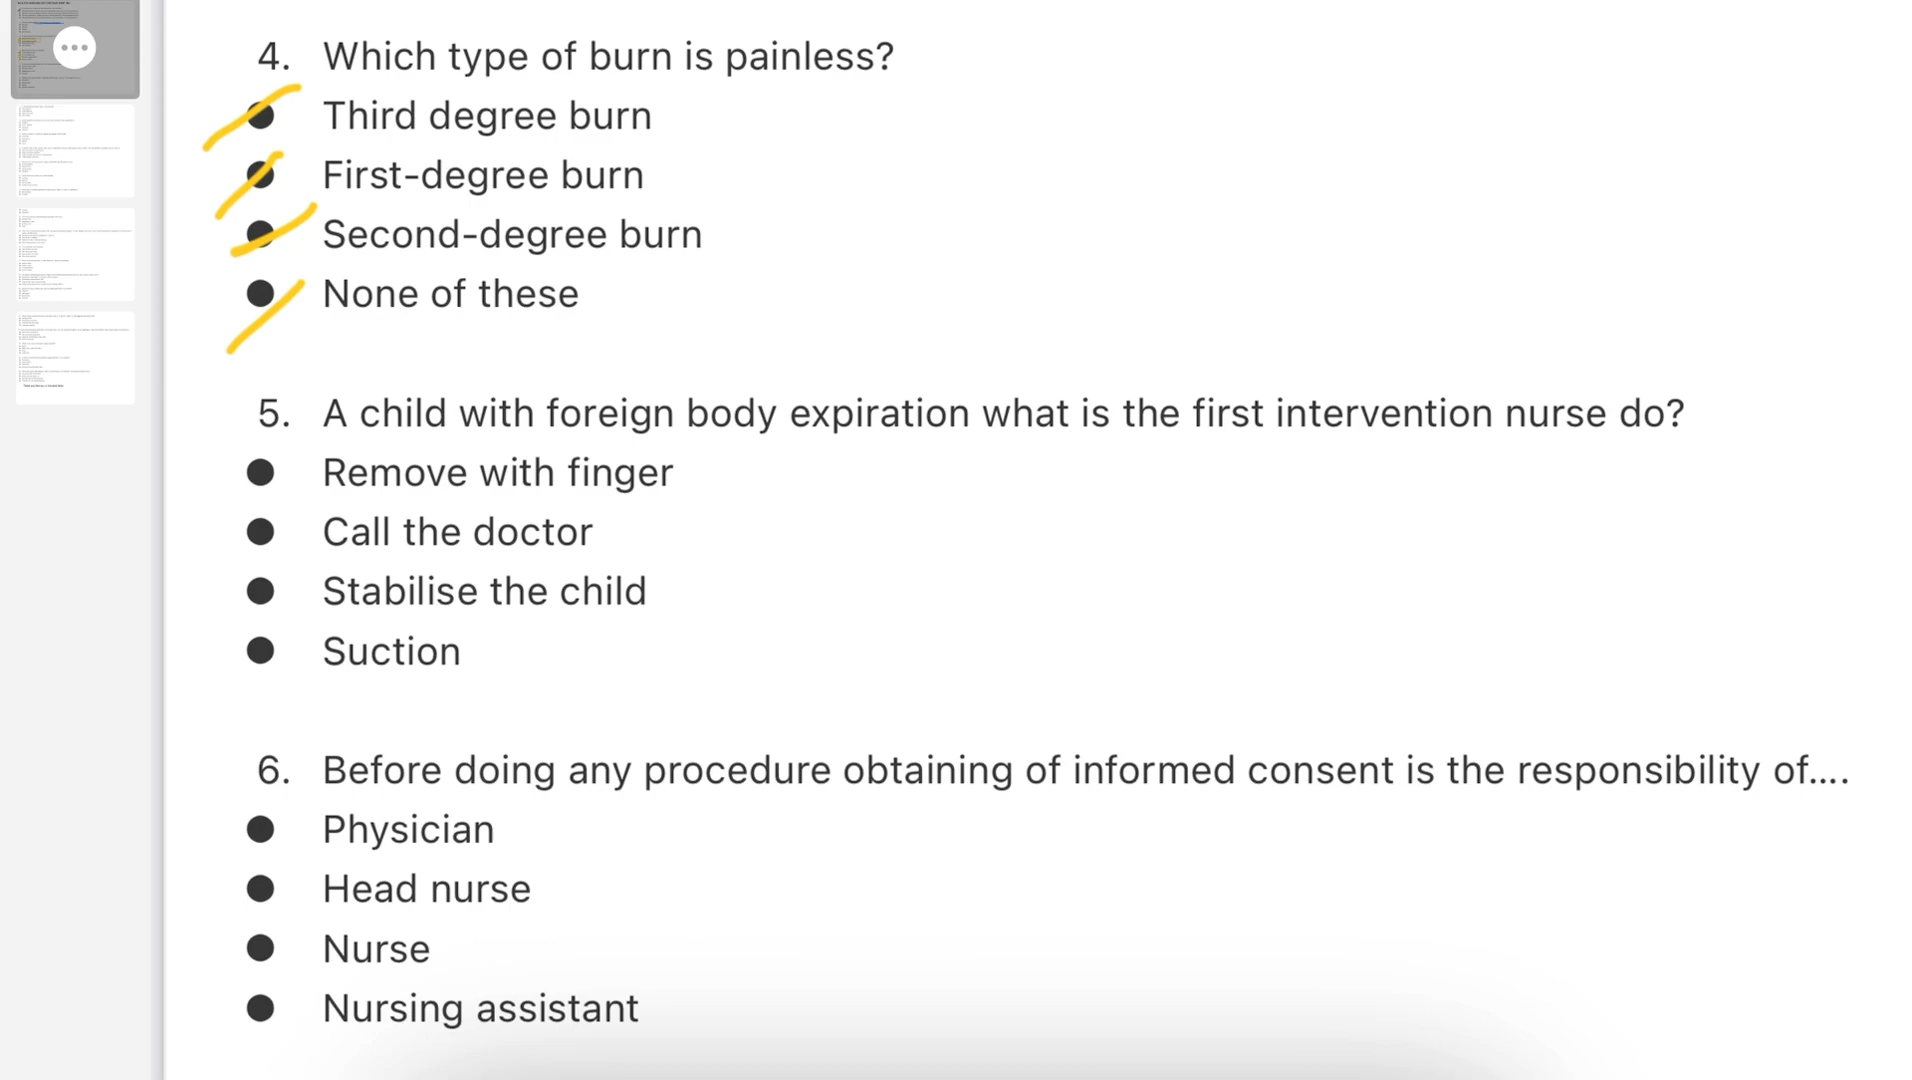 4. Which type of burn is painless?
● Third degree burn
● First-degree burn
● Second-degree burn
● None of these
5. A child with foreign body expiration what is the first intervention nurse do?
● Remove with finger
● Call the doctor
● Stabilise the child
● Suction
6. Before doing any procedure obtaining of informed consent is the responsibility of....
● Physician
● Head nurse
● Nurse
● Nursing assistant